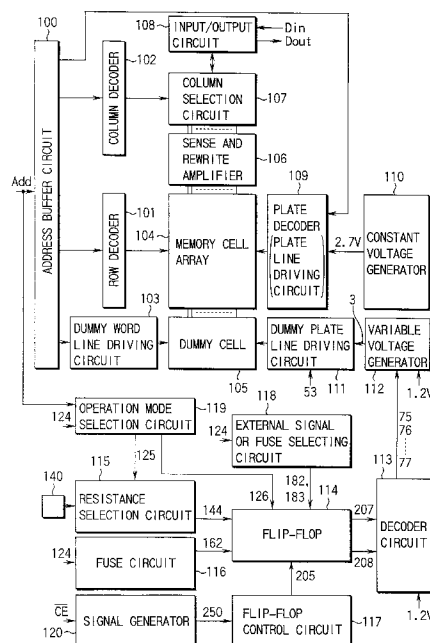 100
108
INPUT/OUTPUT
CIRCUIT
Din
Dout
102
COLUMN DECODER
COLUMN
SELECTION
CIRCUIT
107
ADDRESS BUFFER CIRCUIT
SENSE AND
REWRITE
AMPLIFIER
106
Add
109
110
101
ROW DECODER
104
MEMORY CELL
ARRAY
PLATE
DECODER
(PLATE
LINE
DRIVING
CIRCUIT)
2.7V
CONSTANT
VOLTAGE
GENERATOR
103
DUMMY WORD
LINE DRIVING
CIRCUIT
DUMMY CELL
105
DUMMY PLATE
LINE DRIVING
CIRCUIT
111
53
3
VARIABLE
VOLTAGE
GENERATOR
112
1.2V
124
OPERATION MODE
SELECTION CIRCUIT
119
118
124
EXTERNAL SIGNAL
OR FUSE SELECTING
CIRCUIT
75
76
77
113
140
115
125
RESISTANCE
SELECTION CIRCUIT
144
126
182,
183
114
FLIP-FLOP
207
208
DECODER
CIRCUIT
124
FUSE CIRCUIT
162
116
205
1.2V
CE
SIGNAL GENERATOR
120
250
FLIP-FLOP
CONTROL CIRCUIT
117